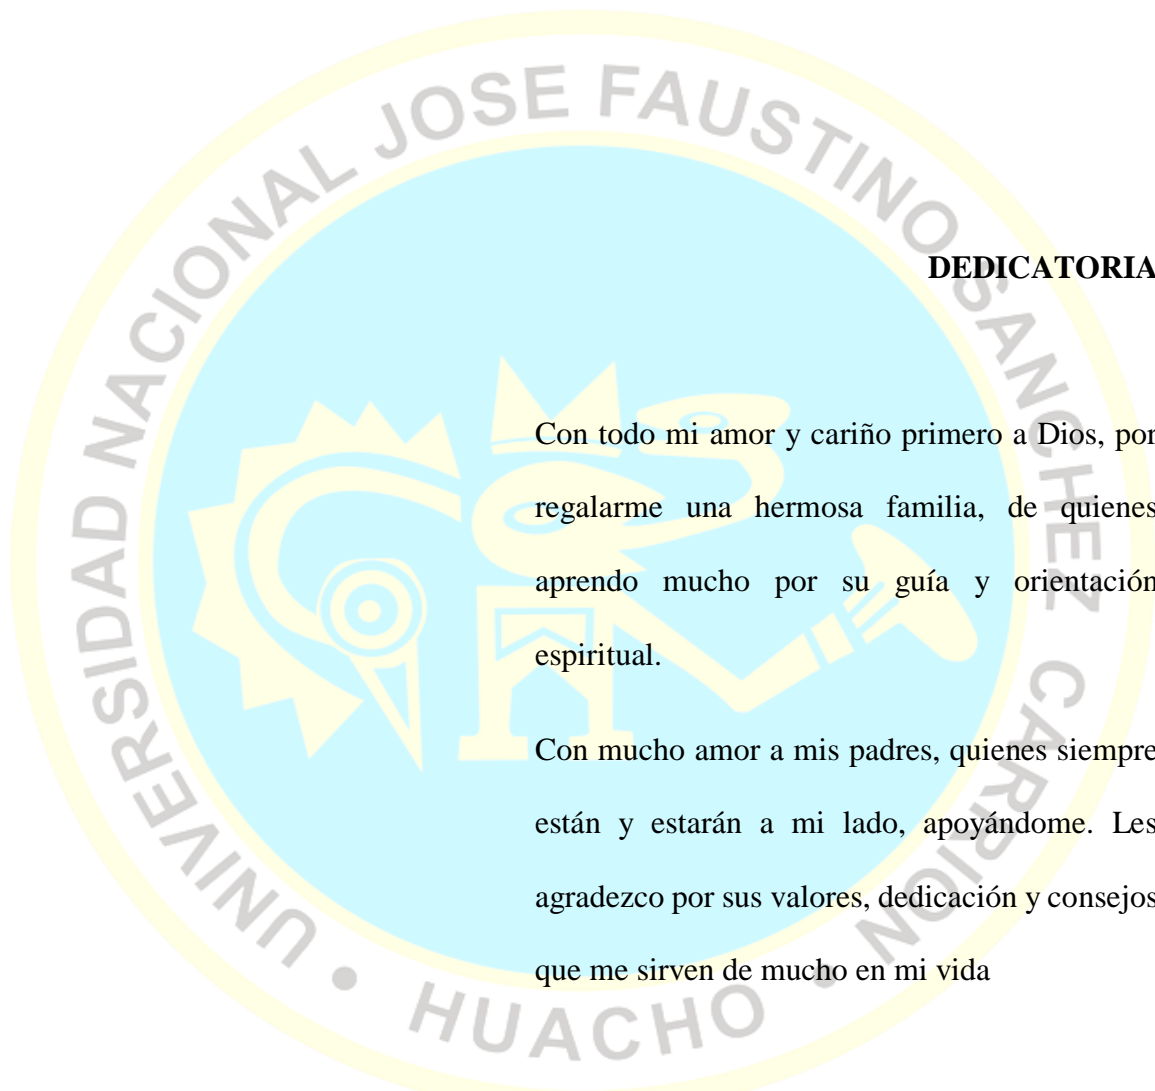 UNIVERSIDAD NACIONAL JOSE FAUSTINO SANCHEZ CARRION
• HUACHO •
DEDICATORIA
Con todo mi amor y cariño primero a Dios, por
regalarme una hermosa familia, de quienes
aprendo mucho por su guía y orientación
espiritual.
Con mucho amor a mis padres, quienes siempre
están y estarán a mi lado, apoyándome. Les
agradezco por sus valores, dedicación y consejos
que me sirven de mucho en mi vida